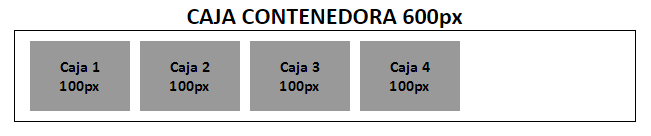 CAJA CONTENEDORA 600px
Caja 1
100px
Caja 2
100px
Caja 3
100px
Caja 4
100px